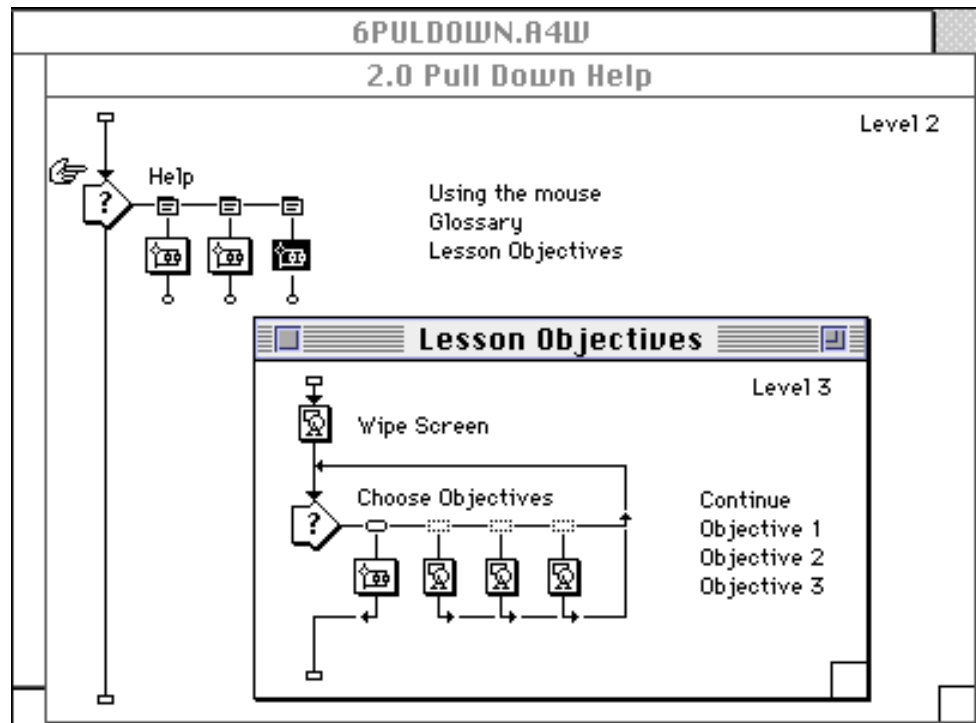 6PULDOWN.A4W
2.0 Pull Down Help
Level 2
Help
?
Using the mouse
Glossary
Lesson Objectives
Lesson Objectives
Level 3
Wipe Screen
Choose Objectives
?
Continue
Objective 1
Objective 2
Objective 3